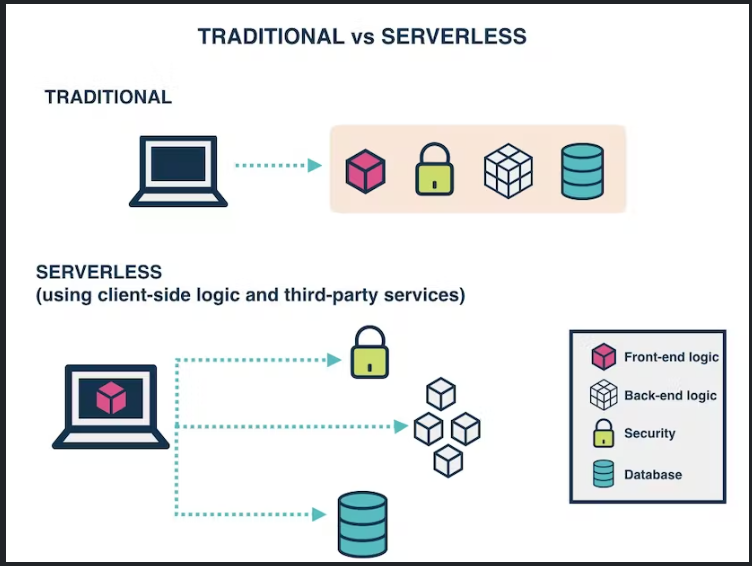 TRADITIONAL vs SERVERLESS
TRADITIONAL
SERVERLESS
(using client-side logic and third-party services)
Front-end logic
Back-end logic
Security
Database